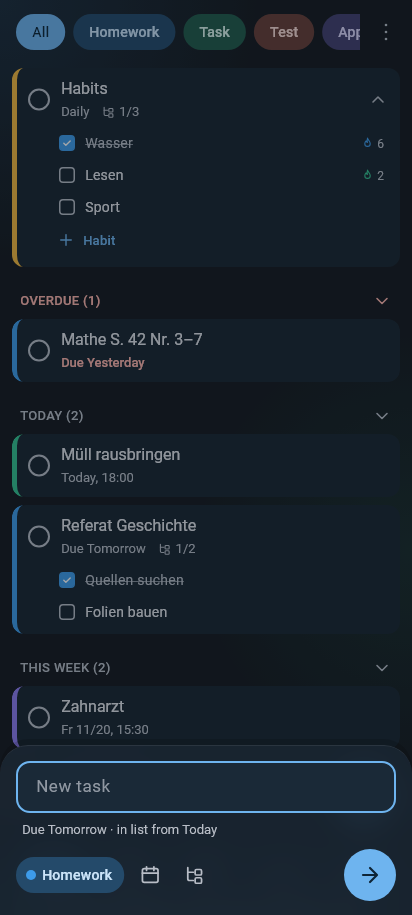 All Homework Task Test App
Habits
Daily 1/3
Wasser 6
Lesen 2
Sport
+ Habit
OVERDUE (1)
Mathe S. 42 Nr. 3–7
Due Yesterday
TODAY (2)
Müll rausbringen
Today, 18:00
Referat Geschichte
Due Tomorrow 1/2
Quellen suchen
Folien bauen
THIS WEEK (2)
Zahnarzt
Fr 11/20, 15:30
New task
Due Tomorrow · in list from Today
Homework